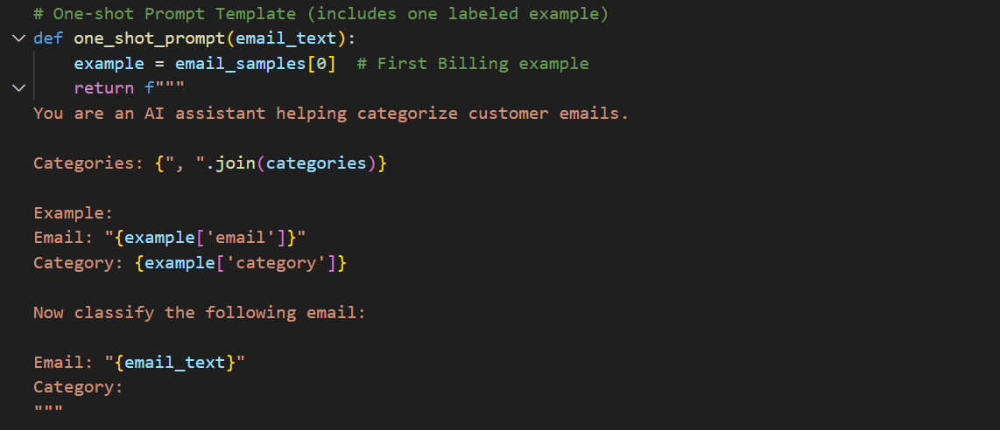 # One-shot Prompt Template (includes one labeled example)
def one_shot_prompt(email_text):
    example = email_samples[0]  # First Billing example
    return f"""
You are an AI assistant helping categorize customer emails.

Categories: {", ".join(categories)}

Example:
Email: "{example['email']}"
Category: {example['category']}

Now classify the following email:

Email: "{email_text}"
Category:
"""